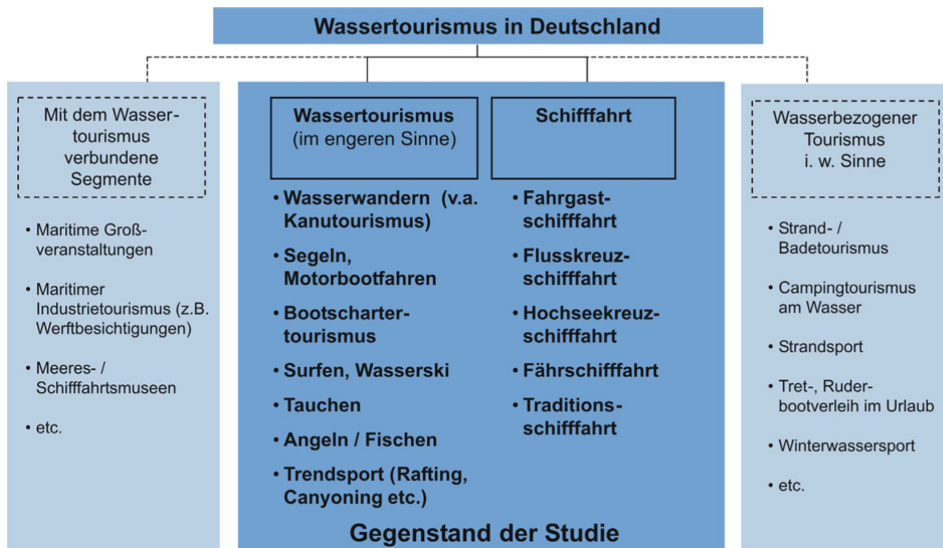 Wassertourismus in Deutschland
Mit dem Wasser-
tourismus
verbundene
Segmente
• Maritime Groß-
veranstaltungen
• Maritimer
Industrietourismus (z.B.
Werftbesichtigungen)
• Meeres- /
Schifffahrtsmuseen
• etc.
Wassertourismus
(im engeren Sinne)
• Wasserwandern (v.a.
Kanutourismus)
• Segeln,
Motorbootfahren
• Bootscharter-
tourismus
• Surfen, Wasserski
• Tauchen
• Angeln / Fischen
• Trendsport (Rafting,
Canyoning etc.)
Schifffahrt
• Fahrgast-
schifffahrt
• Flusskreuz-
schifffahrt
• Hochseekreuz-
schifffahrt
• Fährschifffahrt
• Traditions-
schifffahrt
Gegenstand der Studie
Wasserbezogener
Tourismus
i. w. Sinne
• Strand- /
Badetourismus
• Campingtourismus
am Wasser
• Strandsport
• Tret-, Ruder-
bootverleih im Urlaub
• Winterwassersport
• etc.